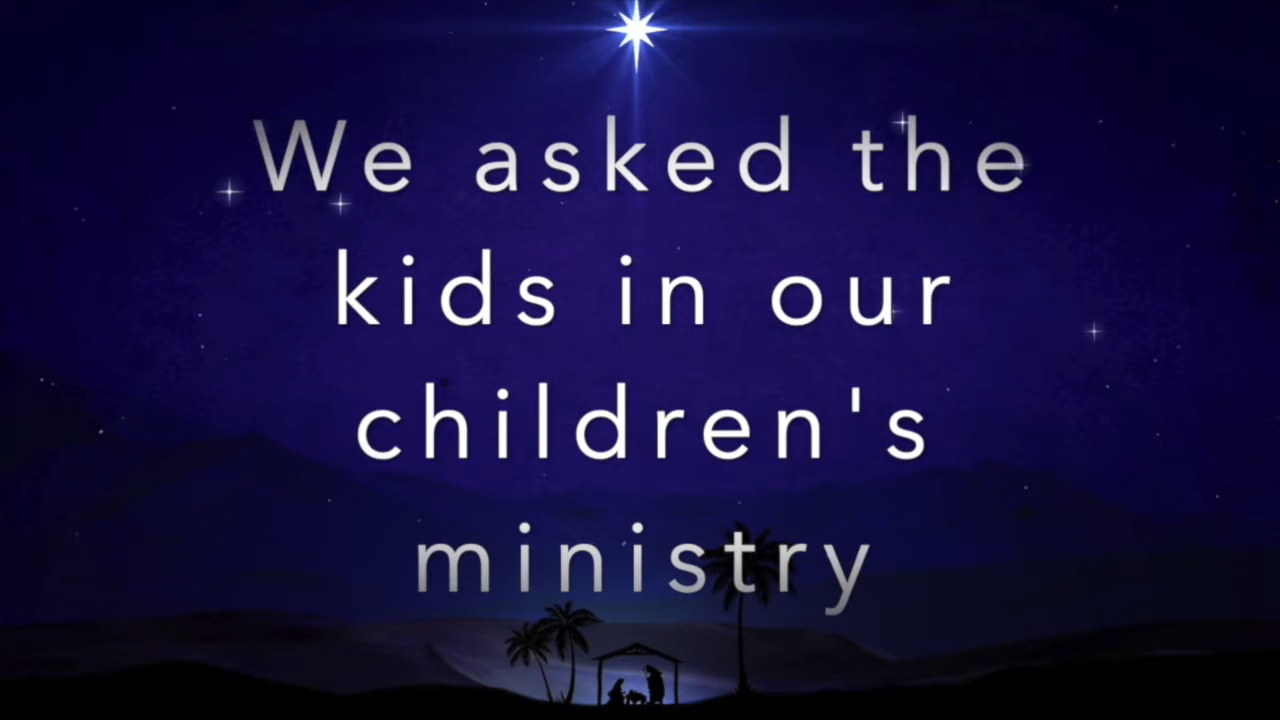 We asked the
kids in our
children's
ministry